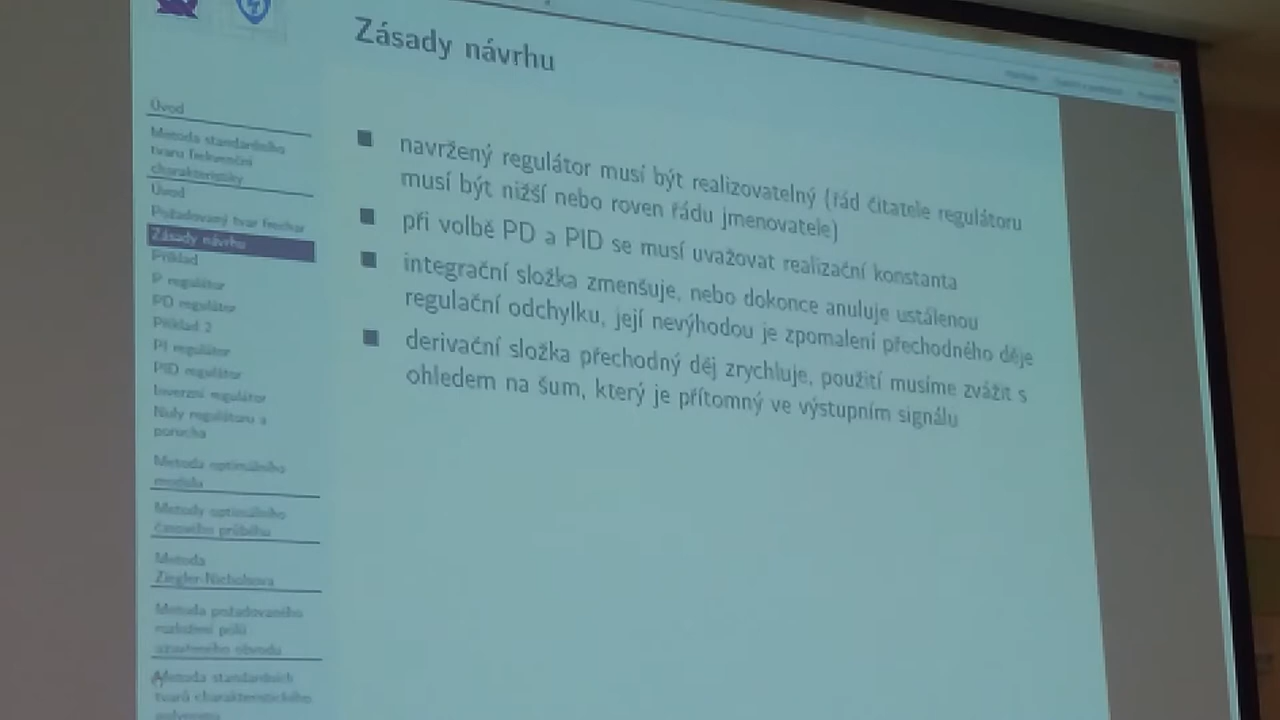 Zásady návrhu
Úvod
Metoda standardního
tvaru frekvenční
charakteristiky
Úvod
Požadovaný tvar frekchar
Zásady návrhu
Příklad
P regulátor
PD regulátor
Příklad 2
PI regulátor
PID regulátor
Inverzní regulátor
Nuly regulátoru a
porucha
Metoda optimálního
modulu
Metody optimálního
časového průběhu
Metoda
Ziegler-Nicholsova
Metoda požadovaného
rozložení pólů
uzavřeného obvodu
Metoda standardních
tvarů charakteristického
polynomu
navržený regulátor musí být realizovatelný (řád čitatele regulátoru
musí být nižší nebo roven řádu jmenovatele)
při volbě PD a PID se musí uvažovat realizační konstanta
integrační složka zmenšuje, nebo dokonce anuluje ustálenou
regulační odchylku, její nevýhodou je zpomalení přechodného děje
derivační složka přechodný děj zrychluje, použití musíme zvážit s
ohledem na šum, který je přítomný ve výstupním signálu